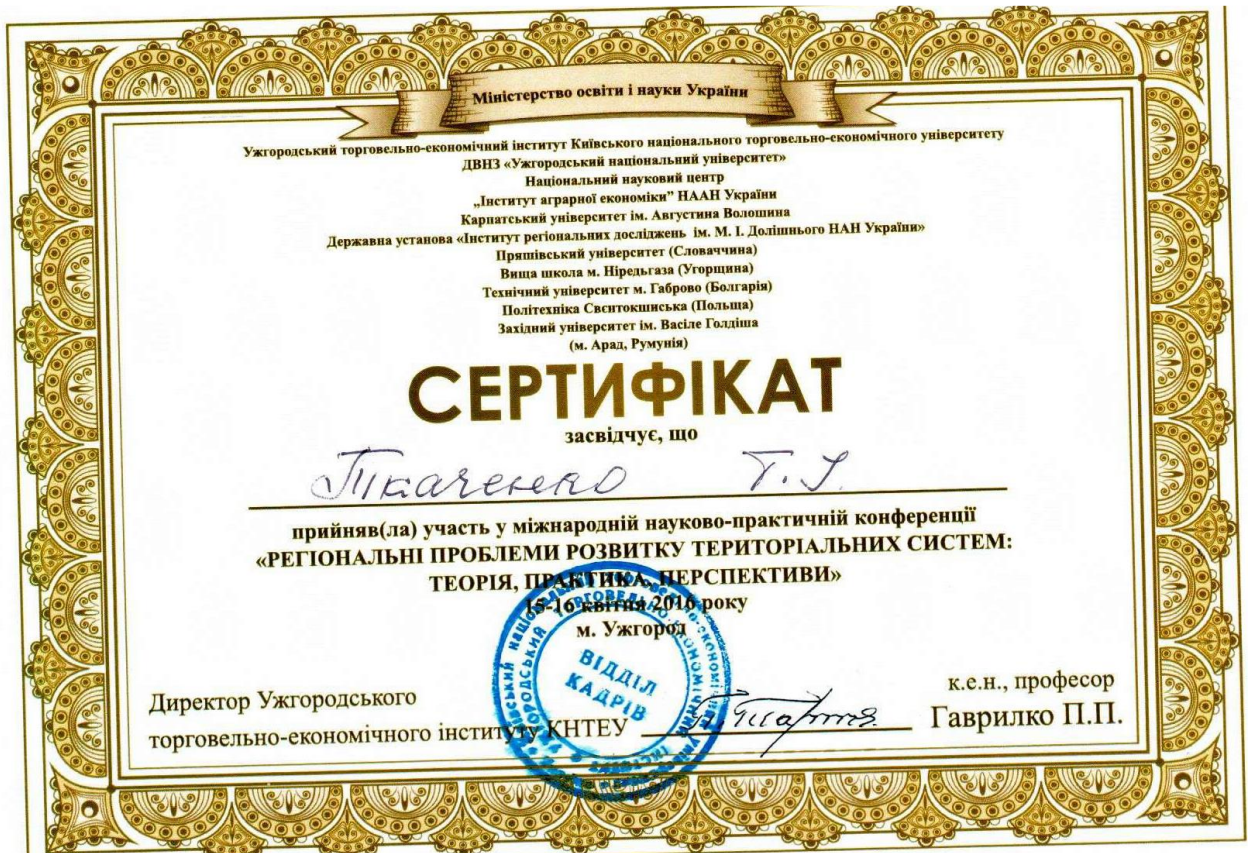 Міністерство освіти і науки України
Ужгородський торговельно-економічний інститут Київського національного торговельно-економічного університету
ДВНЗ «Ужгородський національний університет»
Національний науковий центр
„Інститут аграрної економіки” НААН України
Карпатський університет ім. Августина Волошина
Державна установа «Інститут регіональних досліджень ім. М. І. Долішнього НАН України»
Пряшівський університет (Словаччина)
Вища школа м. Ніредьгаза (Угорщина)
Технічний університет м. Габрово (Болгарія)
Політехніка Свєнтокшиська (Польща)
Західний університет ім. Васіле Голдіша
(м. Арад, Румунія)
СЕРТИФІКАТ
засвідчує, що
Ткаченко Т. І.
прийняв(ла) участь у міжнародній науково-практичній конференції
«РЕГІОНАЛЬНІ ПРОБЛЕМИ РОЗВИТКУ ТЕРИТОРІАЛЬНИХ СИСТЕМ:
ТЕОРІЯ, ПРАКТИКА, ПЕРСПЕКТИВИ»
15-16 квітня 2016 року
м. Ужгород
ВІДДІЛ
КАДРІВ
Директор Ужгородського
торговельно-економічного інституту КНТЕУ
к.е.н., професор
Гаврилко П.П.